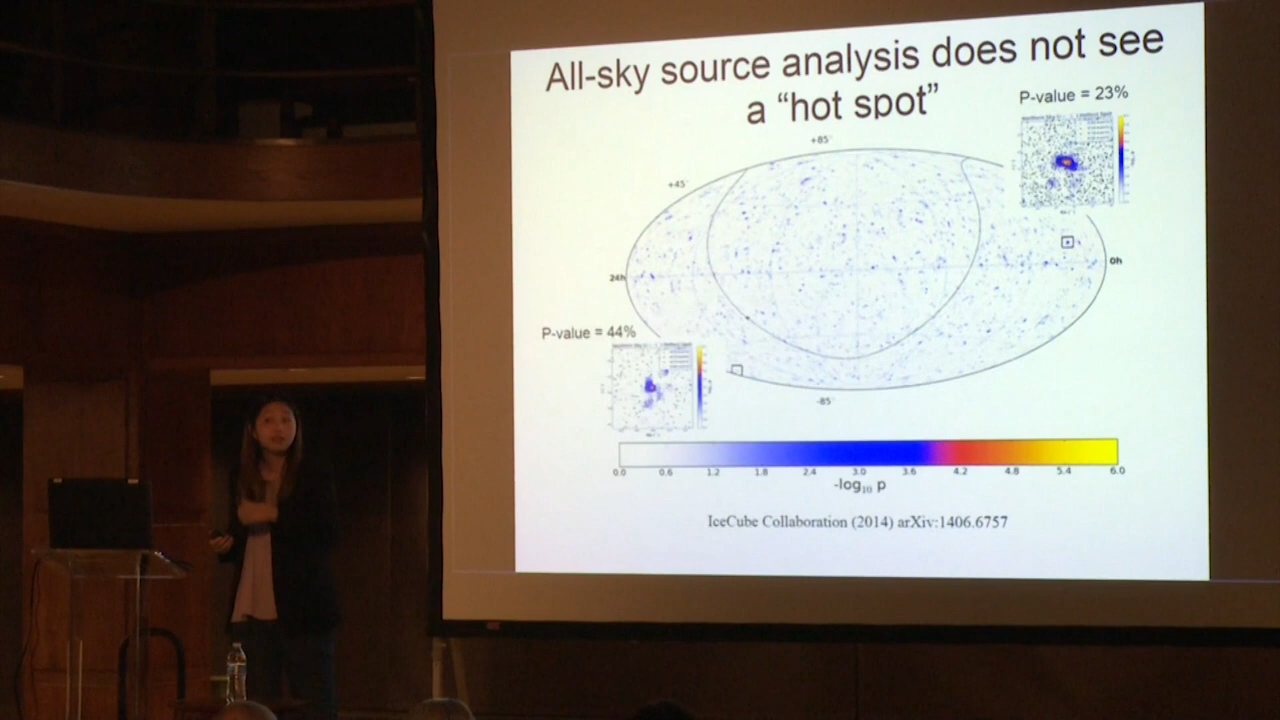 All-sky source analysis does not see
a “hot spot”
P-value = 23%
+85°
+45°
24h
0h
P-value = 44%
-85°
0.0 0.6 1.2 1.8 2.4 3.0 3.6 4.2 4.8 5.4 6.0
-log₁₀ p
IceCube Collaboration (2014) arXiv:1406.6757